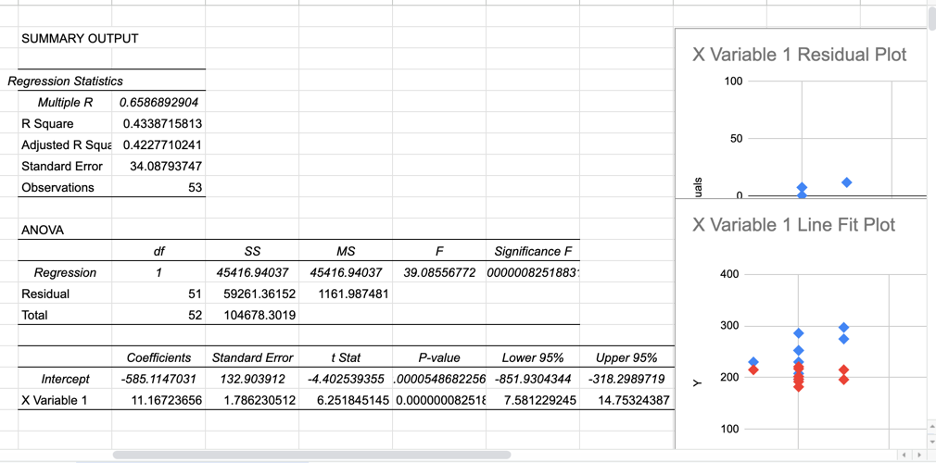 SUMMARY OUTPUT
Regression Statistics
Multiple R 0.6586892904
R Square 0.4338715813
Adjusted R Squa 0.4227710241
Standard Error 34.08793747
Observations 53
ANOVA
df SS MS F Significance F
Regression 1 45416.94037 45416.94037 39.08556772 0000008251883
Residual 51 59261.36152 1161.987481
Total 52 104678.3019
Coefficients Standard Error t Stat P-value Lower 95% Upper 95%
Intercept -585.1147031 132.903912 -4.402539355 .0000548682256 -851.9304344 -318.2989719
X Variable 1 11.16723656 1.786230512 6.251845145 0.00000008251 7.581229245 14.75324387
X Variable 1 Residual Plot
100
50
0
uals
X Variable 1 Line Fit Plot
400
300
200
100
Y